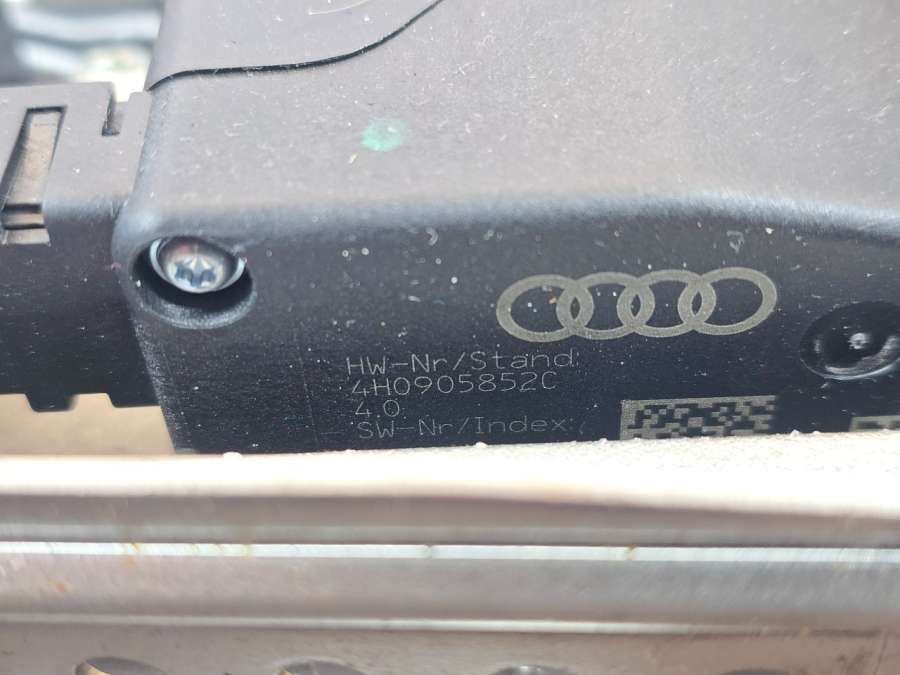 HW-Nr/Stand:
4H0905852C
4.0
SW-Nr/Index: